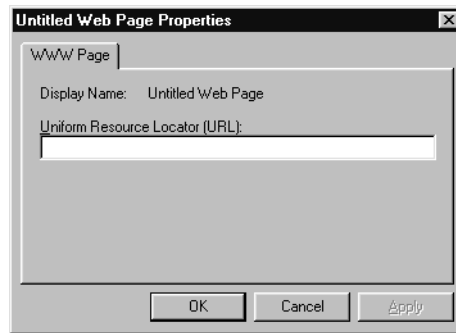 Untitled Web Page Properties
WWW Page
Display Name: Untitled Web Page
Uniform Resource Locator (URL):
OK Cancel Apply